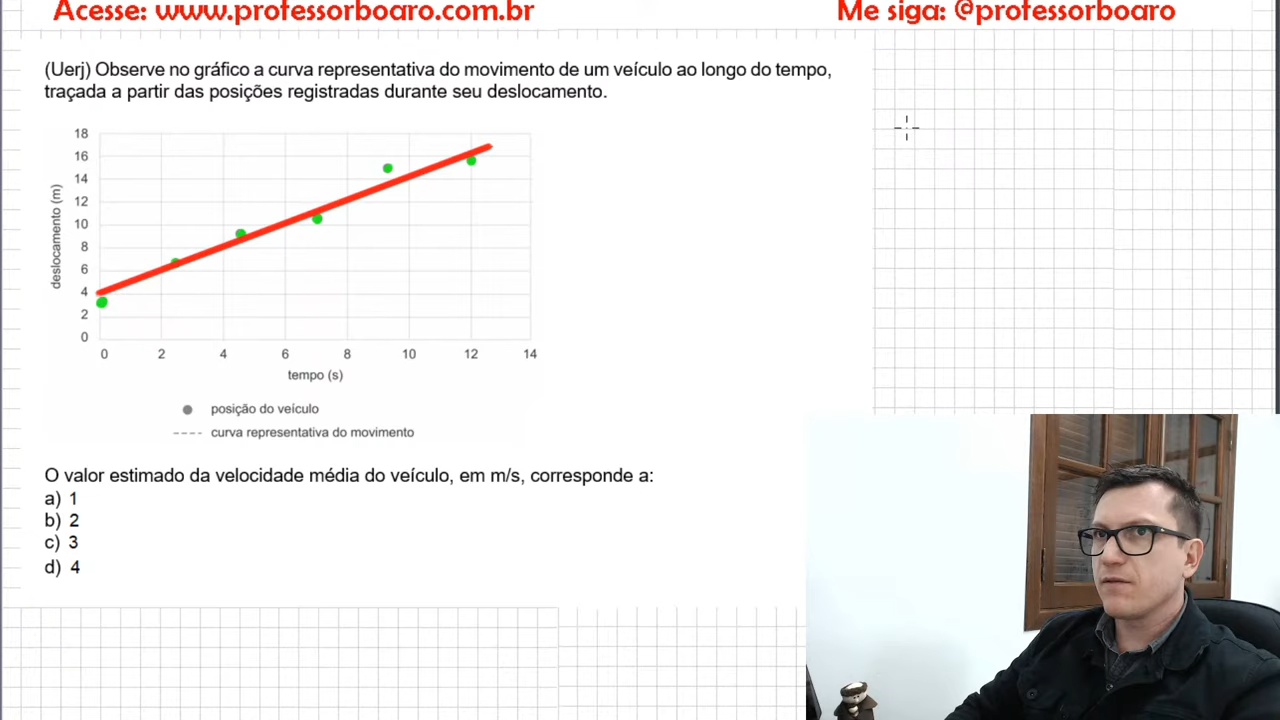 Acesse: www.professorboaro.com.br
Me siga: @professorboaro
(Uerj) Observe no gráfico a curva representativa do movimento de um veículo ao longo do tempo,
traçada a partir das posições registradas durante seu deslocamento.
18
16
14
12
10
8
6
4
2
0
deslocamento (m)
0 2 4 6 8 10 12 14
tempo (s)
posição do veículo
curva representativa do movimento
O valor estimado da velocidade média do veículo, em m/s, corresponde a:
a) 1
b) 2
c) 3
d) 4